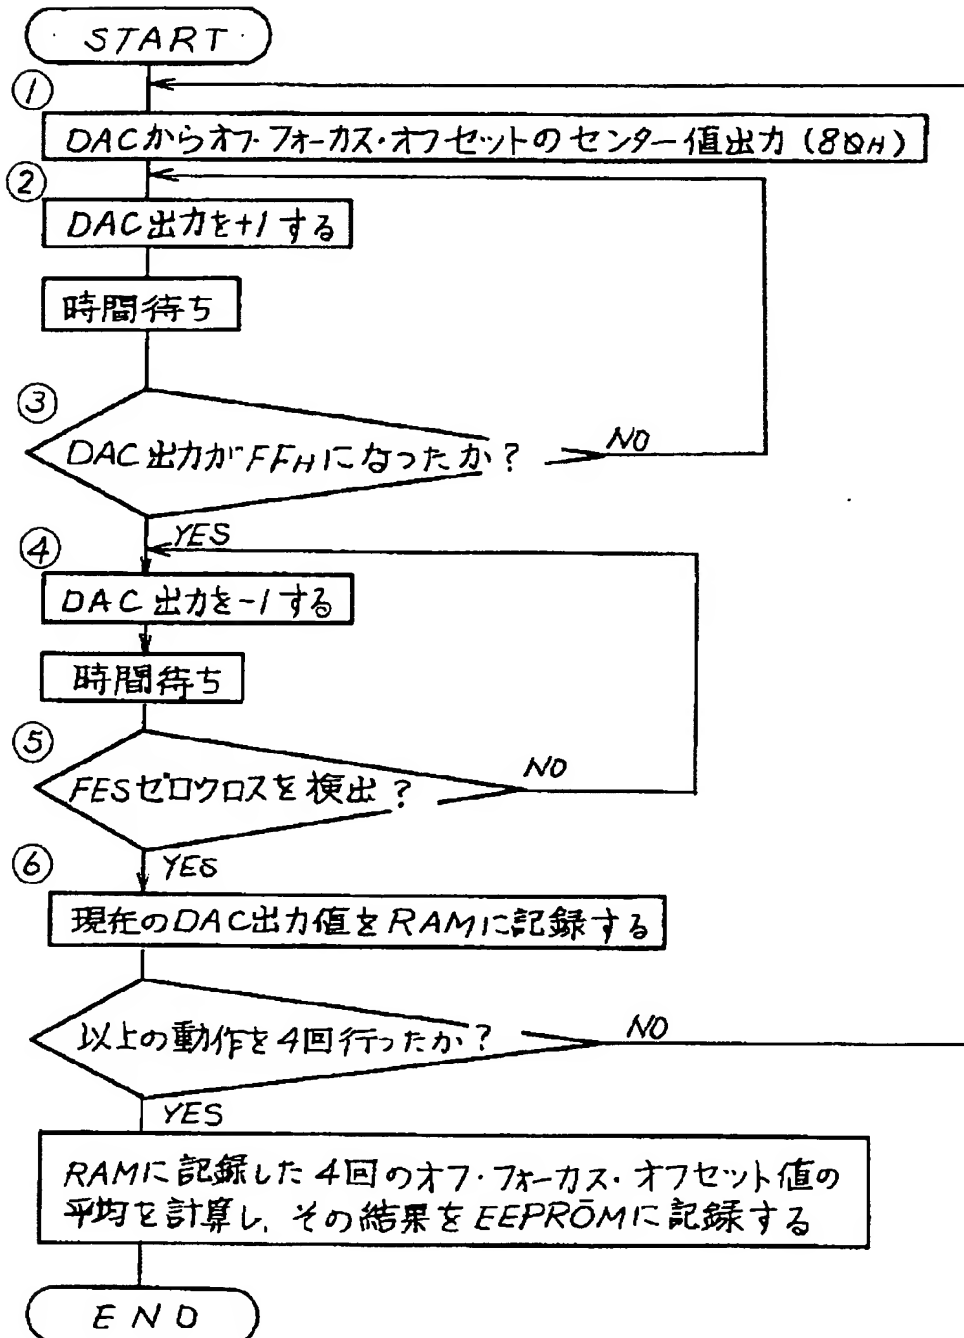 START
①
DACからオフ・フォーカス・オフセットのセンター値出力 (80H)
②
DAC出力を+1する
時間待ち
③
DAC出力がFFHになったか?
NO
YES
④
DAC出力を-1する
時間待ち
⑤
FESゼロクロスを検出?
NO
YES
⑥
現在のDAC出力値をRAMに記録する
以上の動作を4回行ったか?
NO
YES
RAMに記録した4回のオフ・フォーカス・オフセット値の
平均を計算し、その結果をEEPROMに記録する
END